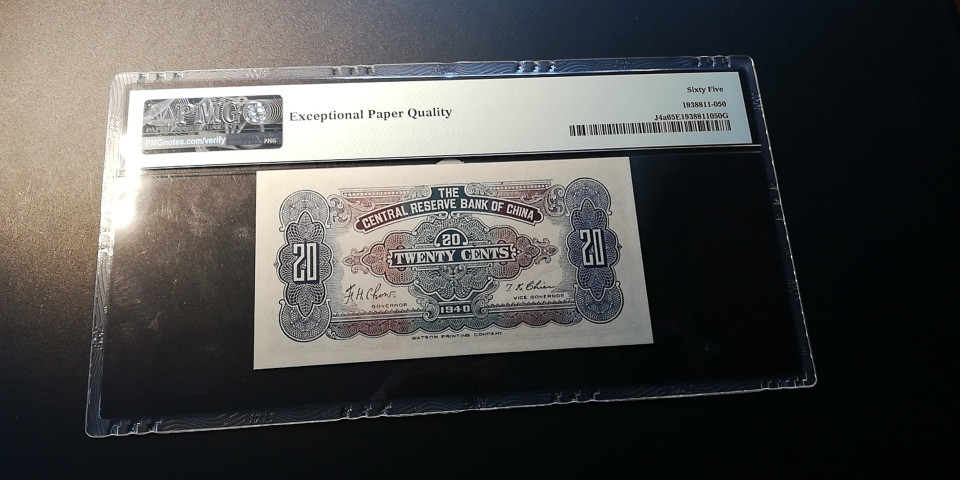 PMG
PMGnotes.com/verify
PNG
Exceptional Paper Quality
Sixty Five
1938811-050
J4a65E1938811050G
THE
CENTRAL RESERVE BANK OF CHINA
20
20
20
TWENTY CENTS
GOVERNOR
VICE GOVERNOR
1940
WATSON PRINTING COMPANY